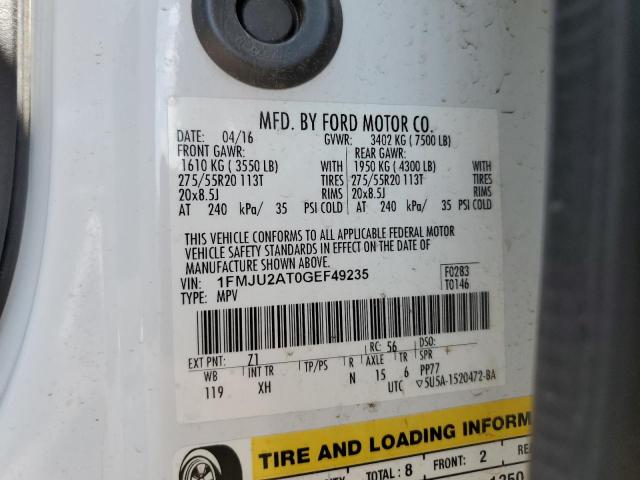 MFD. BY FORD MOTOR CO.
DATE: 04/16 GVWR: 3402 KG ( 7500 LB)
FRONT GAWR: REAR GAWR:
1610 KG ( 3550 LB) WITH 1950 KG ( 4300 LB) WITH
275/55R20 113T TIRES 275/55R20 113T TIRES
20x8.5J RIMS 20x8.5J RIMS
AT 240 kPa/ 35 PSI COLD AT 240 kPa/ 35 PSI COLD
THIS VEHICLE CONFORMS TO ALL APPLICABLE FEDERAL MOTOR
VEHICLE SAFETY STANDARDS IN EFFECT ON THE DATE OF
MANUFACTURE SHOWN ABOVE.
VIN: 1FMJU2AT0GEF49235 F0283
TYPE: MPV T0146
EXT PNT: Z1 RC: 56 DSO:
WB INT TR TP/PS R AXLE TR SPR
119 XH N 15 6 PP77
UTC ▽5U5A-1520472-BA
TIRE AND LOADING INFORM
TOTAL: 8 FRONT: 2